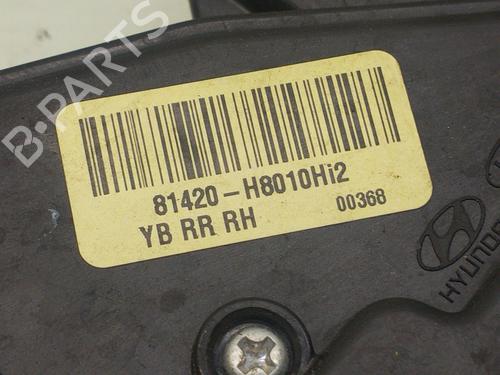 B-PARTS
81420-H8010Hi2
YB RR RH 00368
HYUNDAI